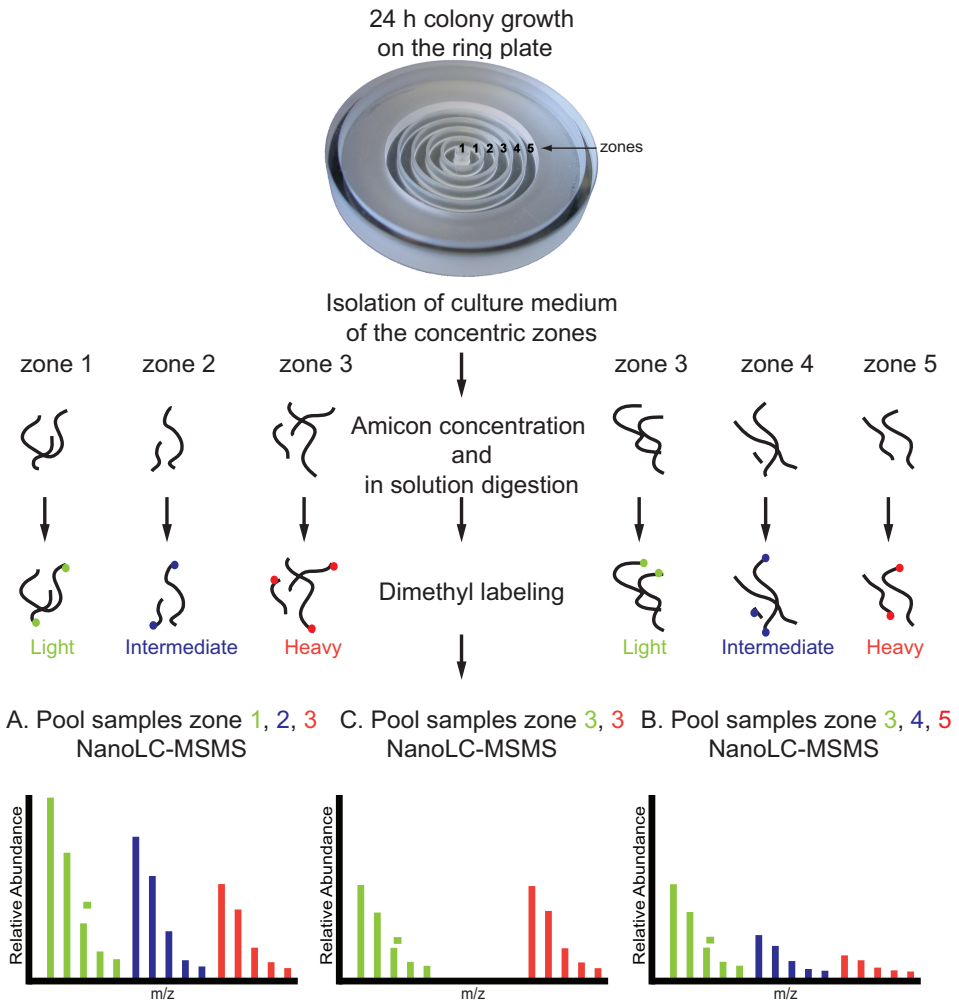 24 h colony growth
on the ring plate
1 1 2 3 4 5
zones
Isolation of culture medium
of the concentric zones
zone 1
zone 2
zone 3
zone 3
zone 4
zone 5
Amicon concentration
and
in solution digestion
Dimethyl labeling
Light
Intermediate
Heavy
Light
Intermediate
Heavy
A. Pool samples zone 1, 2, 3
NanoLC-MSMS
C. Pool samples zone 3, 3
NanoLC-MSMS
B. Pool samples zone 3, 4, 5
NanoLC-MSMS
Relative Abundance
m/z
Relative Abundance
m/z
Relative Abundance
m/z